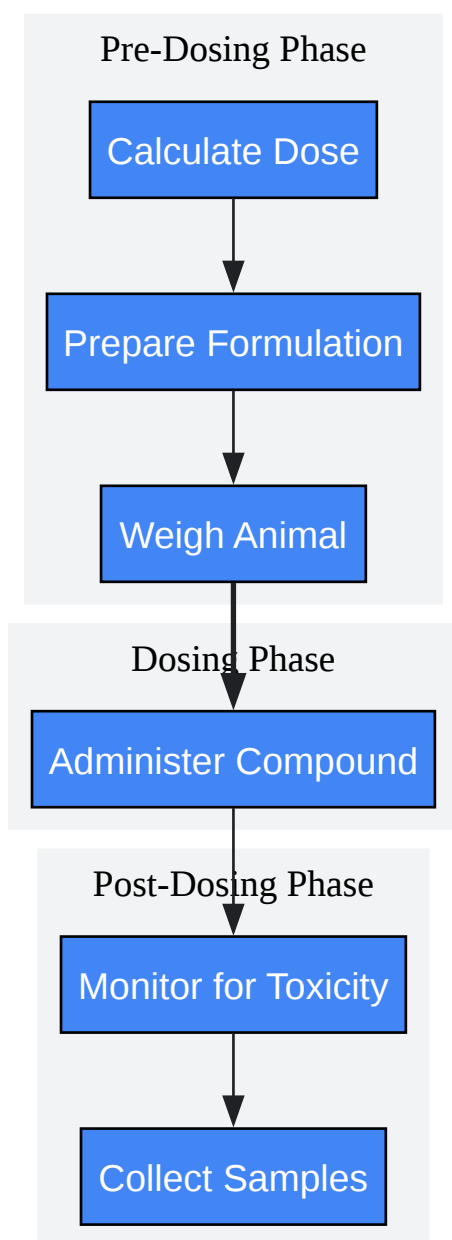 Pre-Dosing Phase
Calculate Dose
Prepare Formulation
Weigh Animal
Dosing Phase
Administer Compound
Post-Dosing Phase
Monitor for Toxicity
Collect Samples